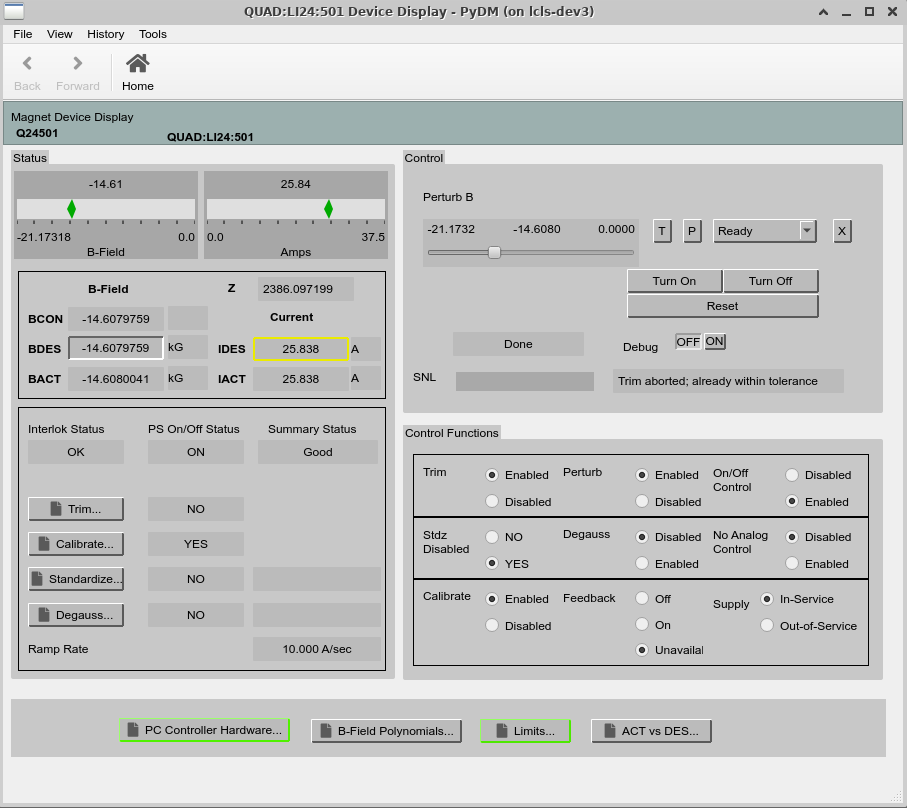 QUAD:LI24:501 Device Display - PyDM (on lcls-dev3)
File View History Tools
Back Forward Home
Magnet Device Display
Q24501 QUAD:LI24:501
Status
-14.61 25.84
-21.17318 0.0 0.0 37.5
B-Field Amps
B-Field Z 2386.097199
BCON -14.6079759 Current
BDES -14.6079759 kG IDES 25.838 A
BACT -14.6080041 kG IACT 25.838 A
Interlok Status PS On/Off Status Summary Status
OK ON Good
Trim... NO
Calibrate... YES
Standardize... NO
Degauss... NO
Ramp Rate 10.000 A/sec
Control
Perturb B
-21.1732 -14.6080 0.0000 T P Ready X
Turn On Turn Off
Reset
Done Debug OFF ON
SNL Trim aborted; already within tolerance
Control Functions
Trim Enabled Perturb Enabled On/Off Control Disabled
Disabled Disabled Enabled
Stdz Disabled NO Degauss Disabled No Analog Control Disabled
YES Enabled Enabled
Calibrate Enabled Feedback Off Supply In-Service
Disabled On Out-of-Service
Unavailal
PC Controller Hardware... B-Field Polynomials... Limits... ACT vs DES...